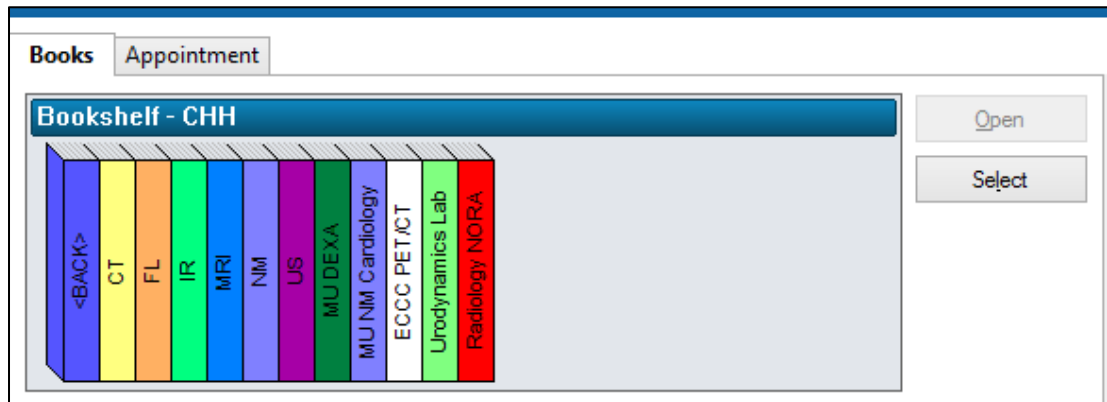 Books
Appointment
Bookshelf - CHH
Open
Select
<BACK>
CT
FL
IR
MRI
NM
US
MU DEXA
MU NM Cardiology
ECCC PET/CT
Urodynamics Lab
Radiology NORA